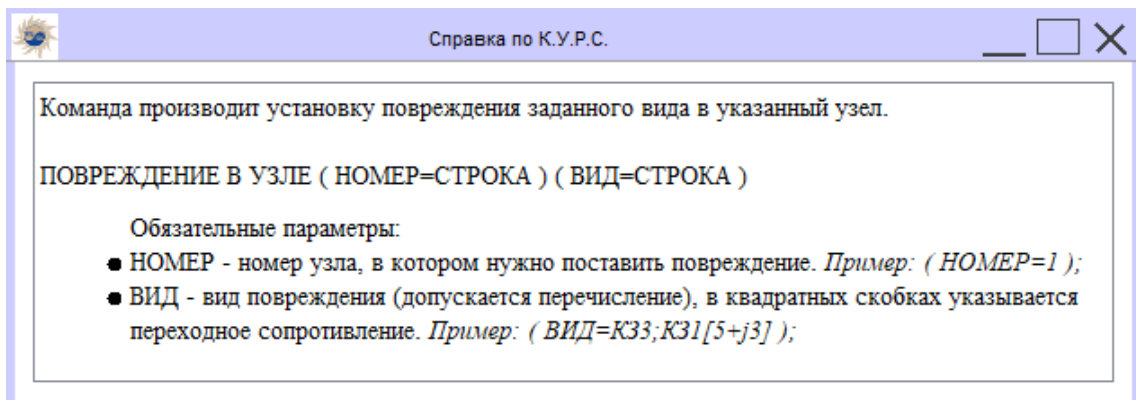 Справка по К.У.Р.С.
Команда производит установку повреждения заданного вида в указанный узел.
ПОВРЕЖДЕНИЕ В УЗЛЕ ( НОМЕР=СТРОКА ) ( ВИД=СТРОКА )
Обязательные параметры:
● НОМЕР - номер узла, в котором нужно поставить повреждение. Пример: ( НОМЕР=1 );
● ВИД - вид повреждения (допускается перечисление), в квадратных скобках указывается
переходное сопротивление. Пример: ( ВИД=КЗ3;КЗ1[5+j3] );